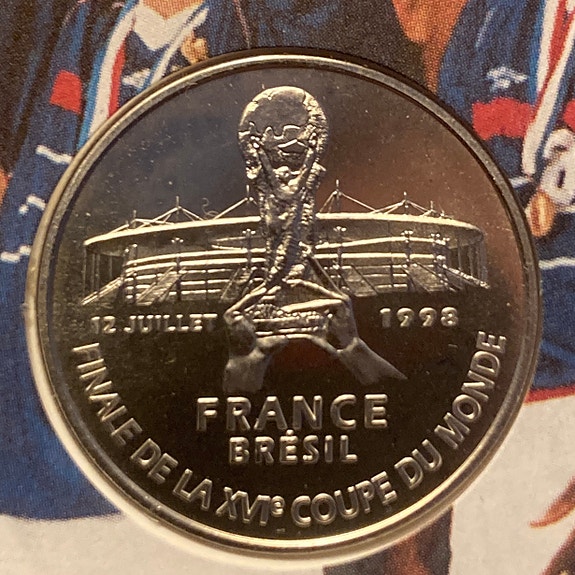 12 JUILLET 1998
FRANCE
BRÉSIL
FINALE DE LA XVIe COUPE DU MONDE